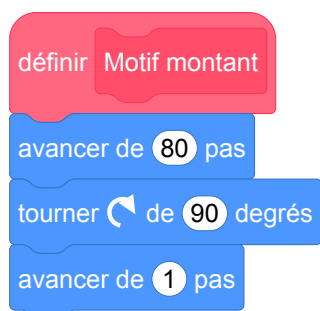 définir Motif montant
avancer de 80 pas
tourner de 90 degrés
avancer de 1 pas